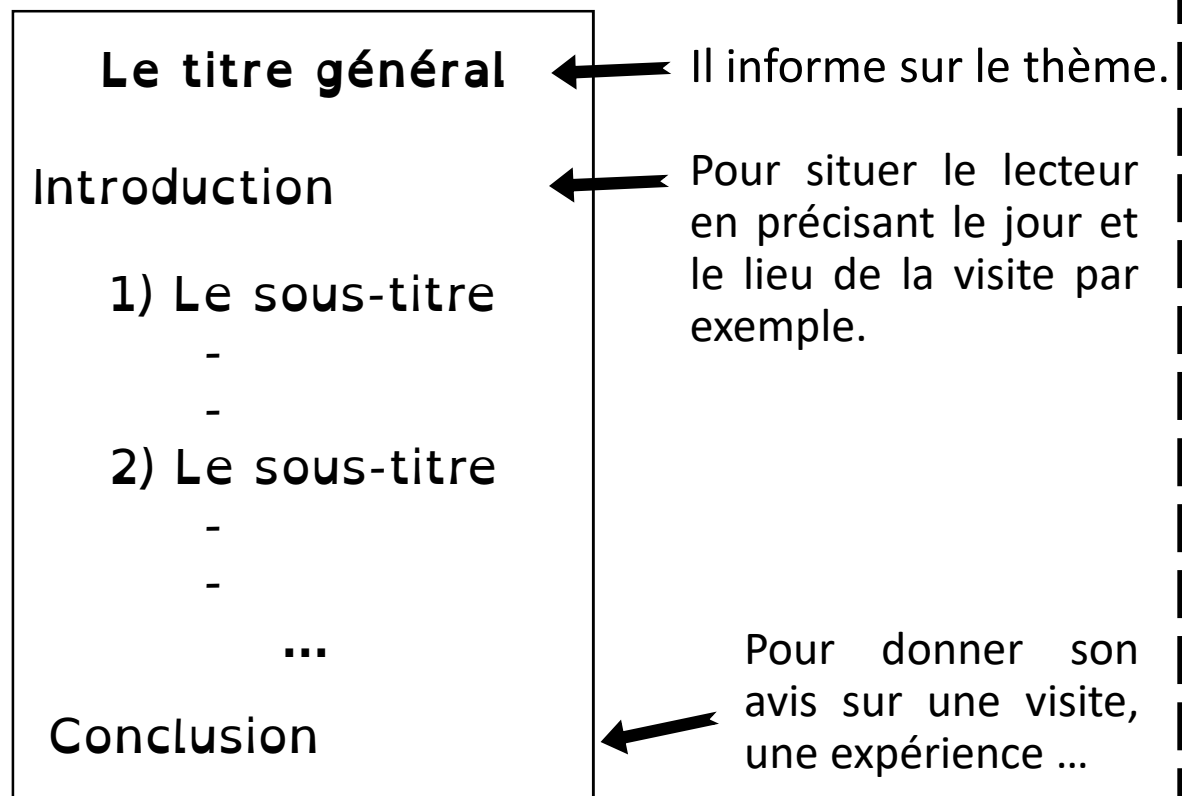 Le titre général
Il informe sur le thème.
Introduction
Pour situer le lecteur
en précisant le jour et
le lieu de la visite par
exemple.
1) Le sous-titre
-
-
2) Le sous-titre
-
-
...
Conclusion
Pour donner son
avis sur une visite,
une expérience ...